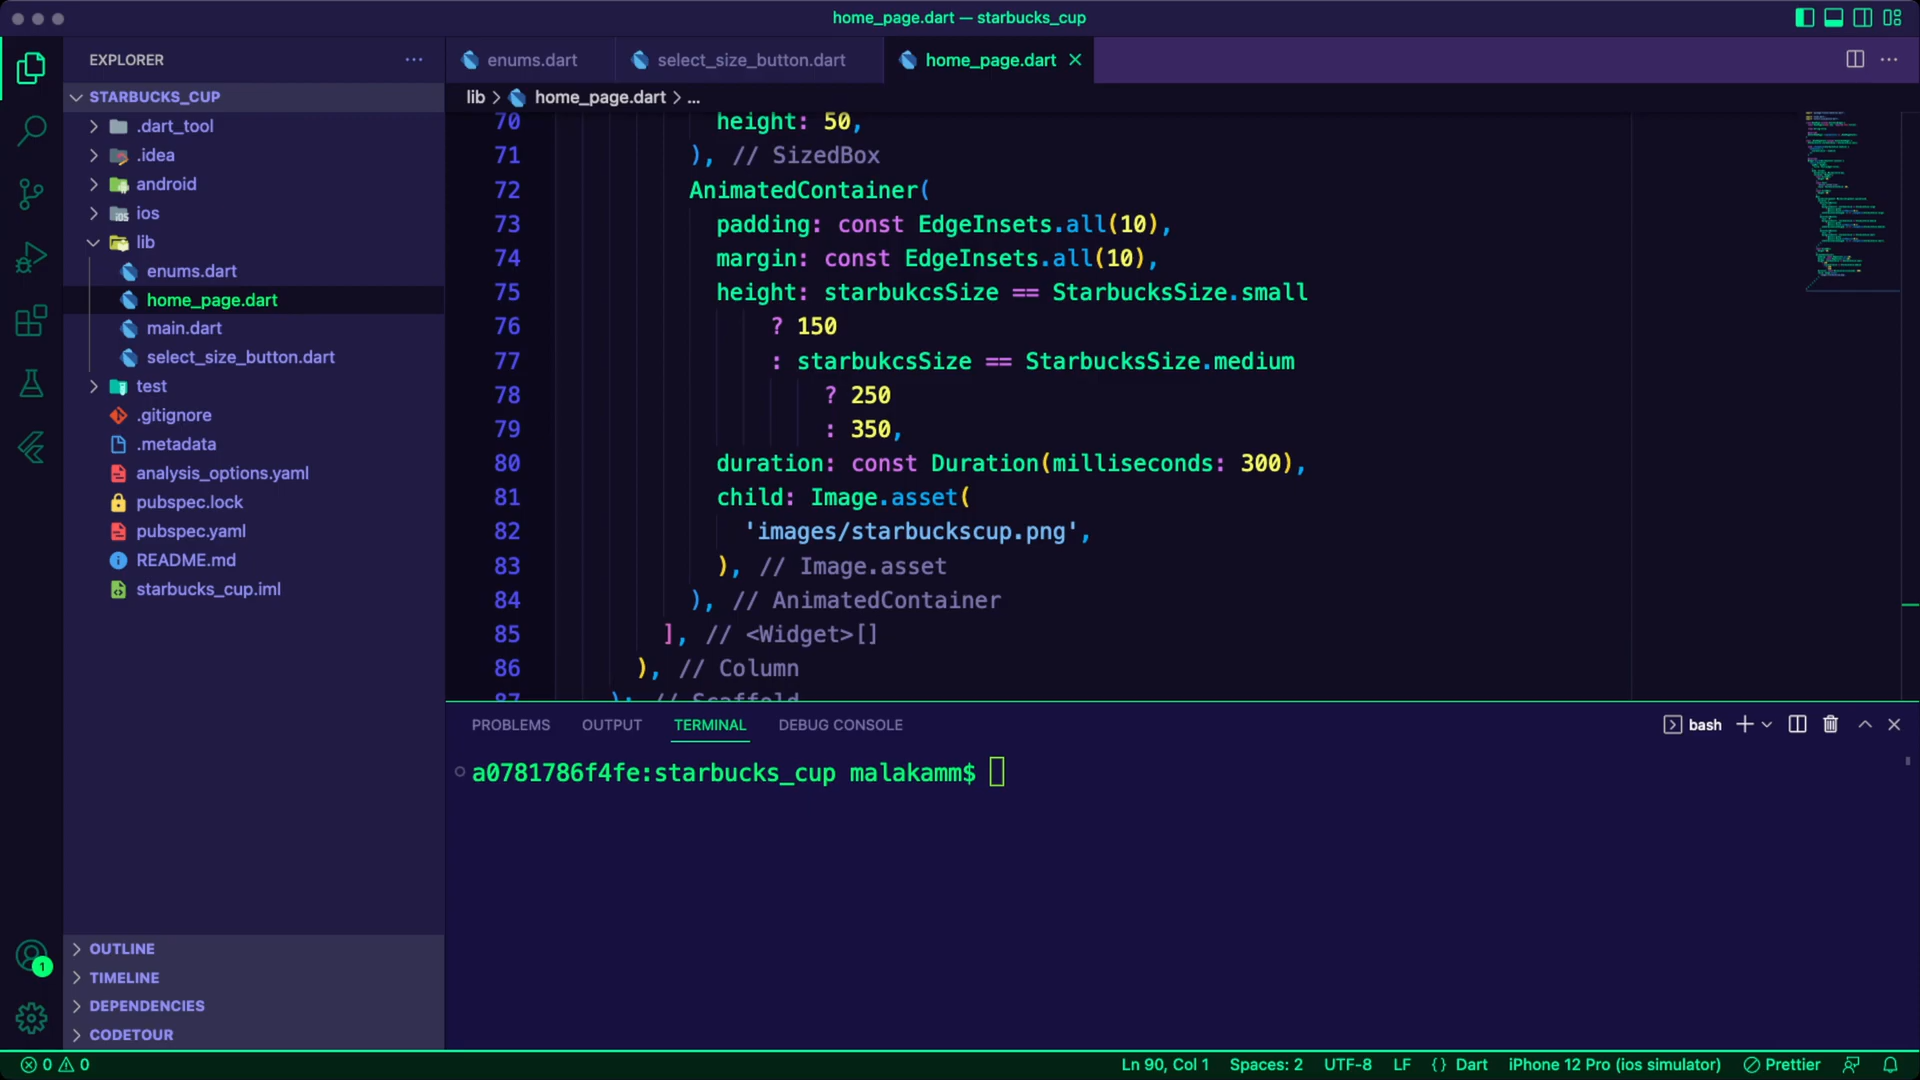 home_page.dart — starbucks_cup
EXPLORER
STARBUCKS_CUP
.dart_tool
.idea
android
ios
lib
enums.dart
home_page.dart
main.dart
select_size_button.dart
test
.gitignore
.metadata
analysis_options.yaml
pubspec.lock
pubspec.yaml
README.md
starbucks_cup.iml
OUTLINE
TIMELINE
DEPENDENCIES
CODETOUR
1
enums.dart select_size_button.dart home_page.dart
lib > home_page.dart > ...
70 height: 50,
71 ), // SizedBox
72 AnimatedContainer(
73 padding: const EdgeInsets.all(10),
74 margin: const EdgeInsets.all(10),
75 height: starbukcsSize == StarbucksSize.small
76 ? 150
77 : starbukcsSize == StarbucksSize.medium
78 ? 250
79 : 350,
80 duration: const Duration(milliseconds: 300),
81 child: Image.asset(
82 'images/starbuckscup.png',
83 ), // Image.asset
84 ), // AnimatedContainer
85 ], // <Widget>[]
86 ), // Column
87 ); // Scaffold
PROBLEMS OUTPUT TERMINAL DEBUG CONSOLE
bash
a0781786f4fe:starbucks_cup malakamm$
0 0
Ln 90, Col 1 Spaces: 2 UTF-8 LF {} Dart iPhone 12 Pro (ios simulator) Prettier